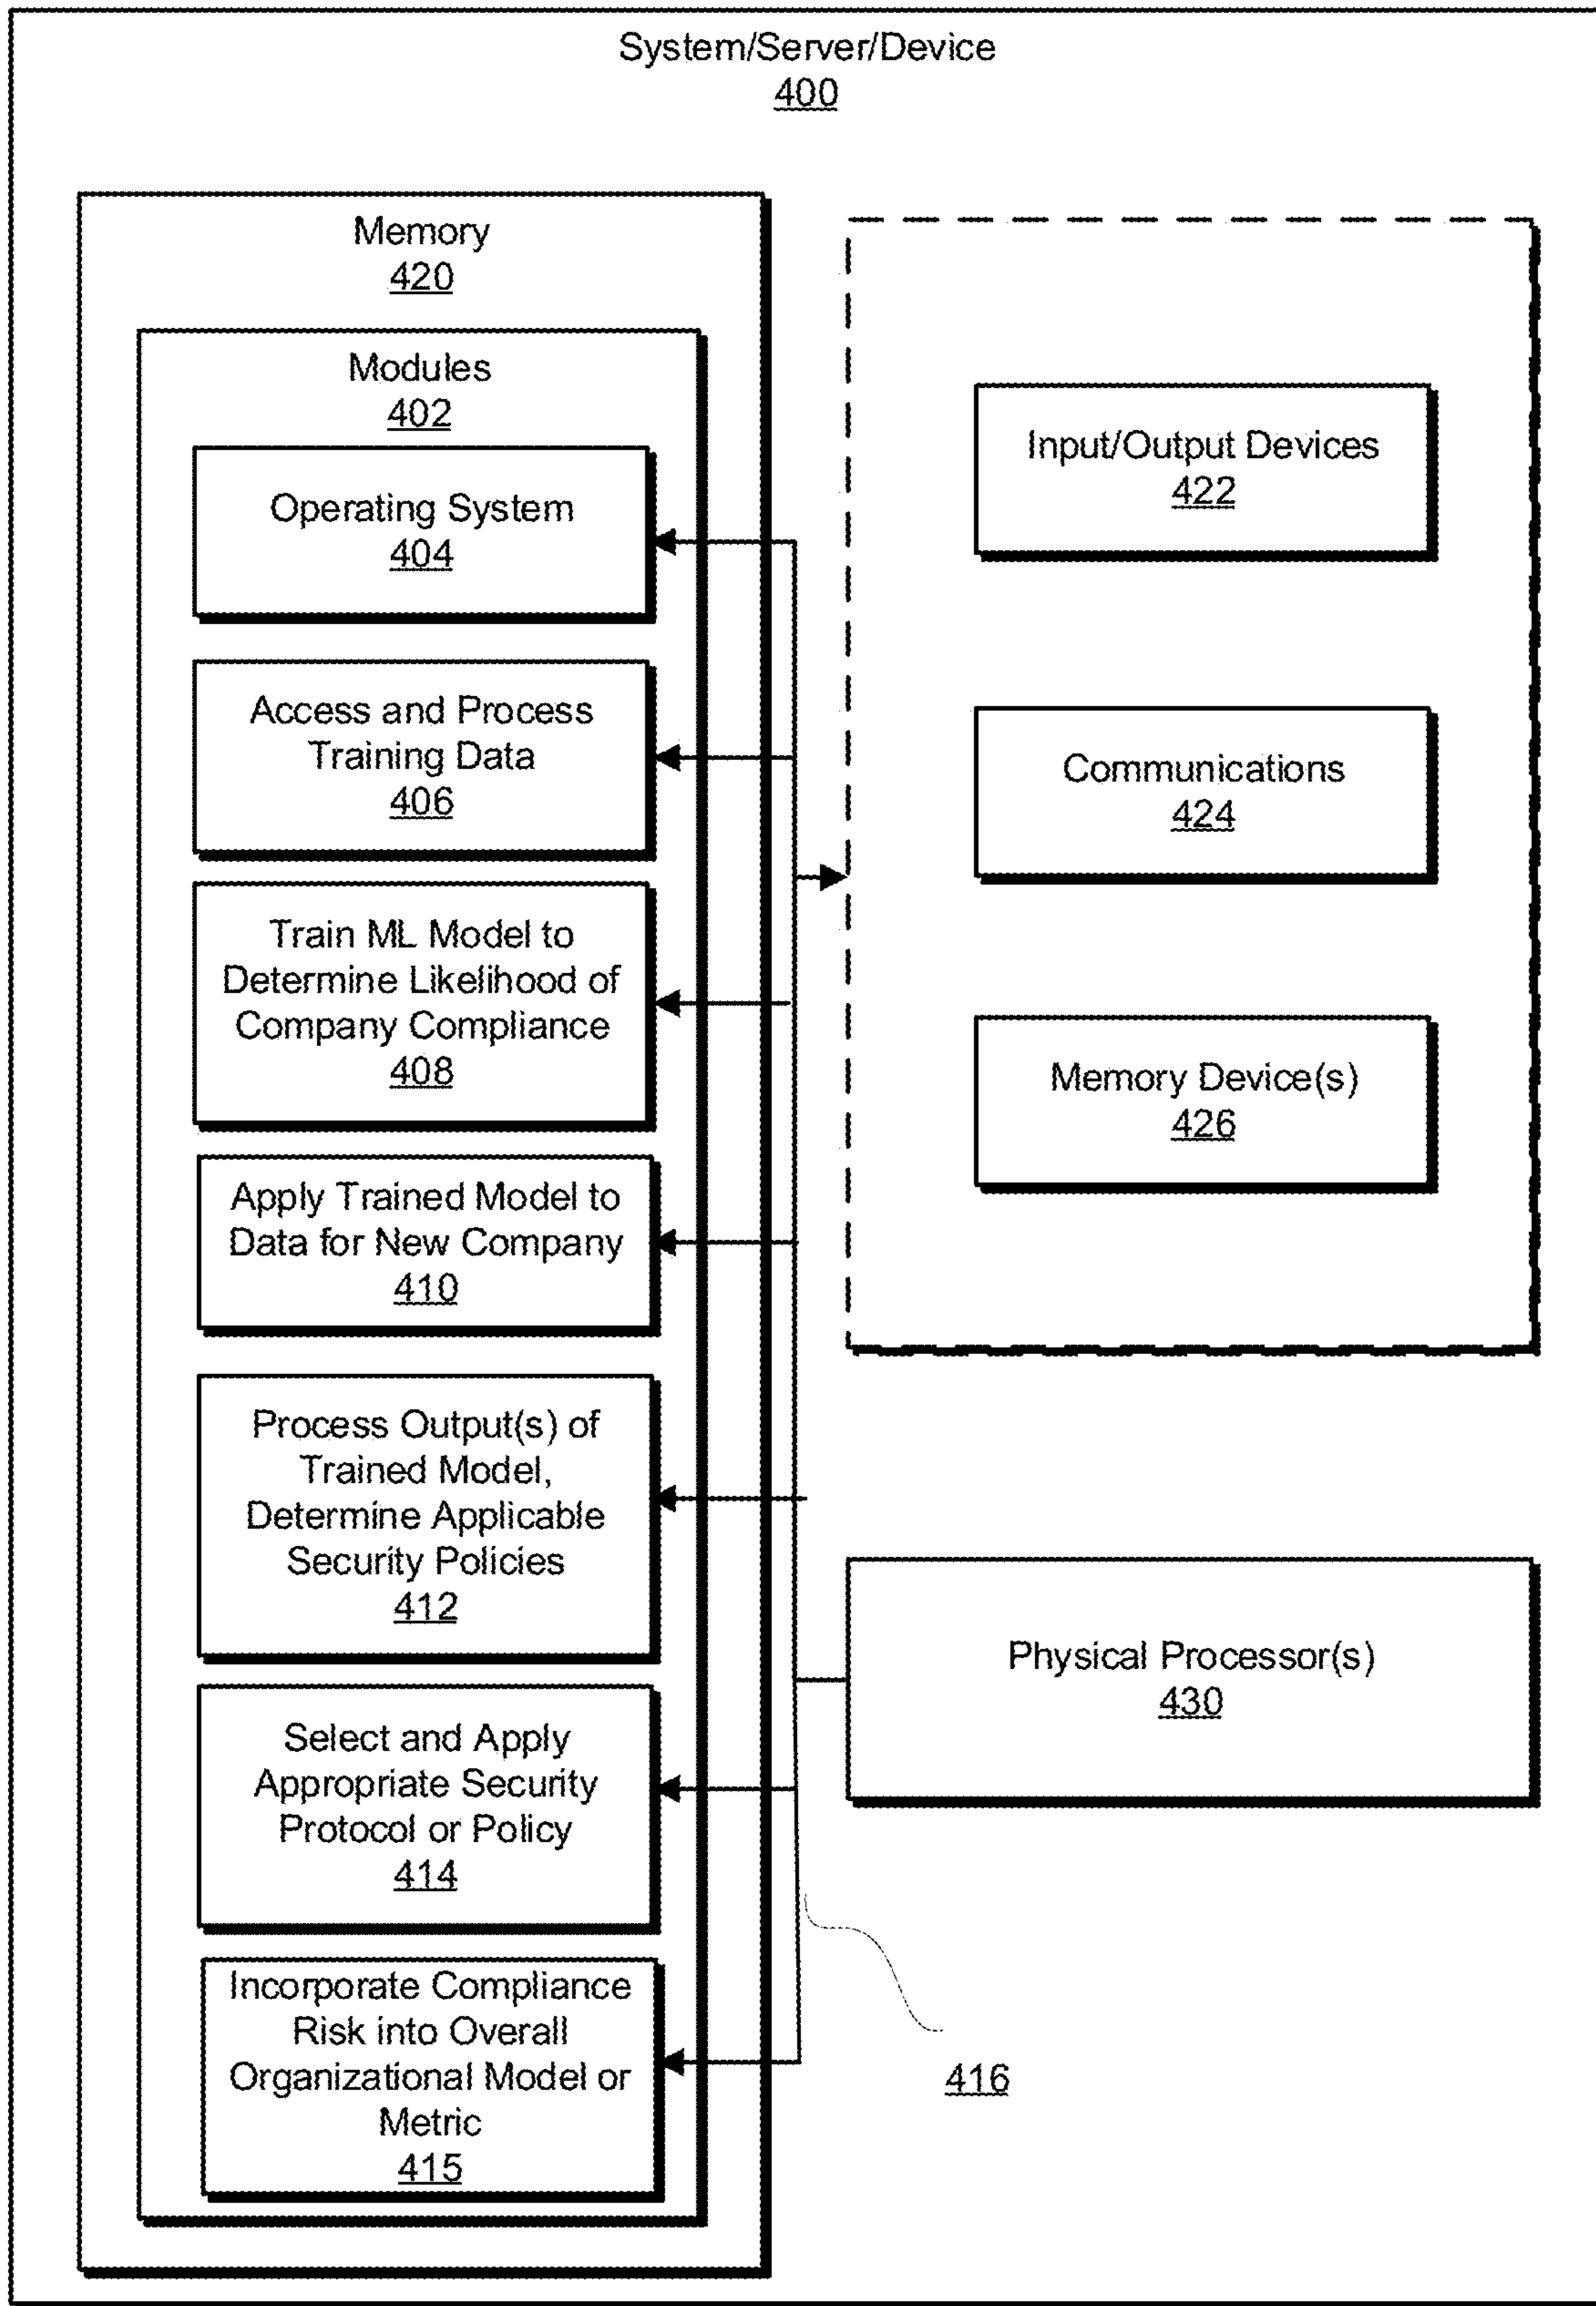 System/Server/Device
400
Memory
420
Modules
402
Operating System
404
Access and Process
Training Data
406
Train ML Model to
Determine Likelihood of
Company Compliance
408
Apply Trained Model to
Data for New Company
410
Process Output(s) of
Trained Model,
Determine Applicable
Security Policies
412
Select and Apply
Appropriate Security
Protocol or Policy
414
Incorporate Compliance
Risk into Overall
Organizational Model or
Metric
415
Input/Output Devices
422
Communications
424
Memory Device(s)
426
Physical Processor(s)
430
416